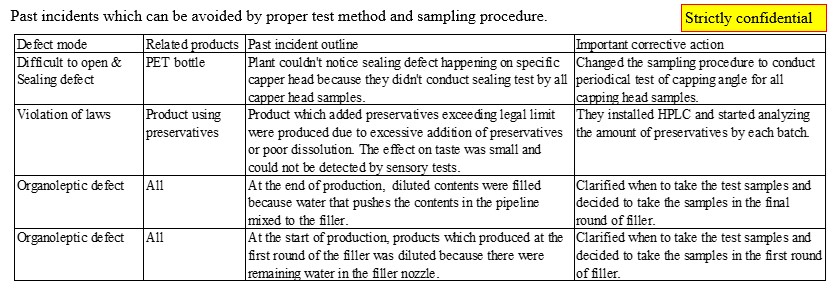 Past incidents which can be avoided by proper test method and sampling procedure.
Strictly confidential
Defect mode
Related products
Past incident outline
Important corrective action
Difficult to open &
Sealing defect
PET bottle
Plant couldn't notice sealing defect happening on specific
capper head because they didn't conduct sealing test by all
capper head samples.
Changed the sampling procedure to conduct
periodical test of capping angle for all
capping head samples.
Violation of laws
Product using
preservatives
Product which added preservatives exceeding legal limit
were produced due to excessive addition of preservatives
or poor dissolution. The effect on taste was small and
could not be detected by sensory tests.
They installed HPLC and started analyzing
the amount of preservatives by each batch.
Organoleptic defect
All
At the end of production, diluted contents were filled
because water that pushes the contents in the pipeline
mixed to the filler.
Clarified when to take the test samples and
decided to take the samples in the final
round of filler.
Organoleptic defect
All
At the start of production, products which produced at the
first round of the filler was diluted because there were
remaining water in the filler nozzle.
Clarified when to take the test samples and
decided to take the samples in the first round
of filler.